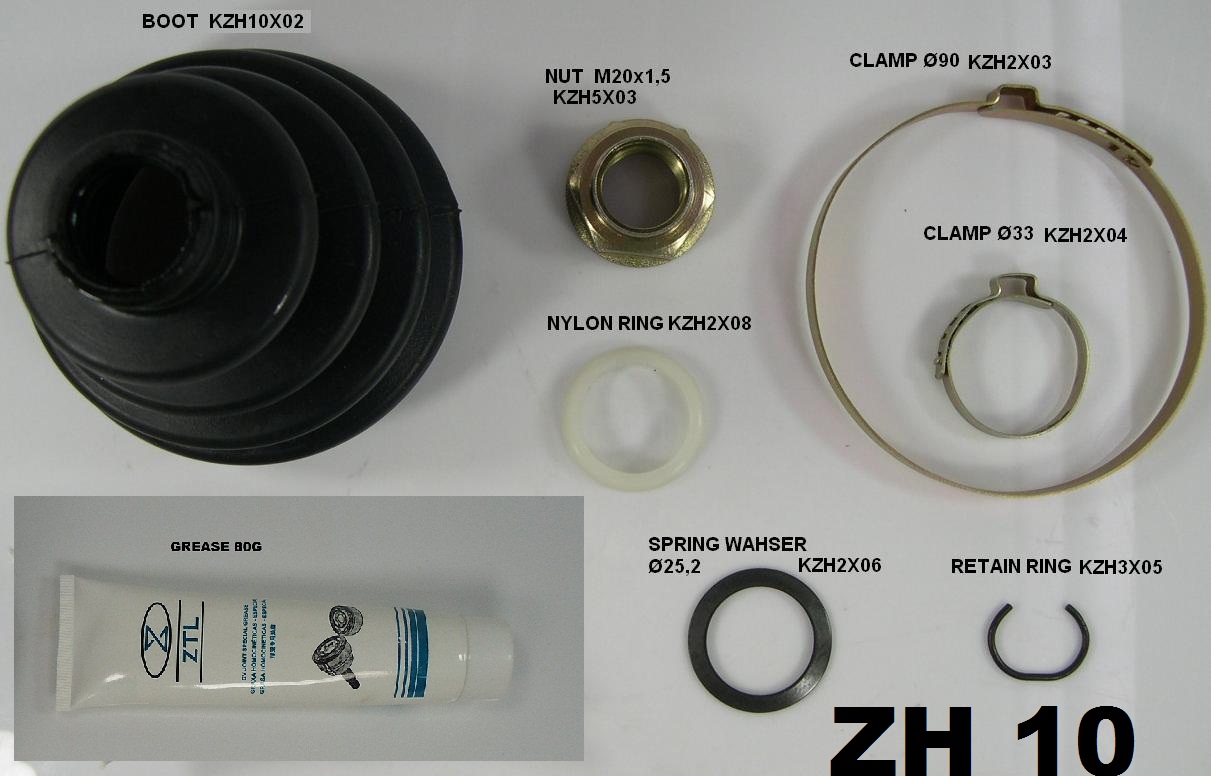 BOOT KZH10X02
NUT M20x1,5
KZH5X03
CLAMP Ø90 KZH2X03
CLAMP Ø33 KZH2X04
NYLON RING KZH2X08
GREASE 80G
ZTL
SPRING WAHSER
Ø25,2 KZH2X06
RETAIN RING KZH3X05
ZH 10